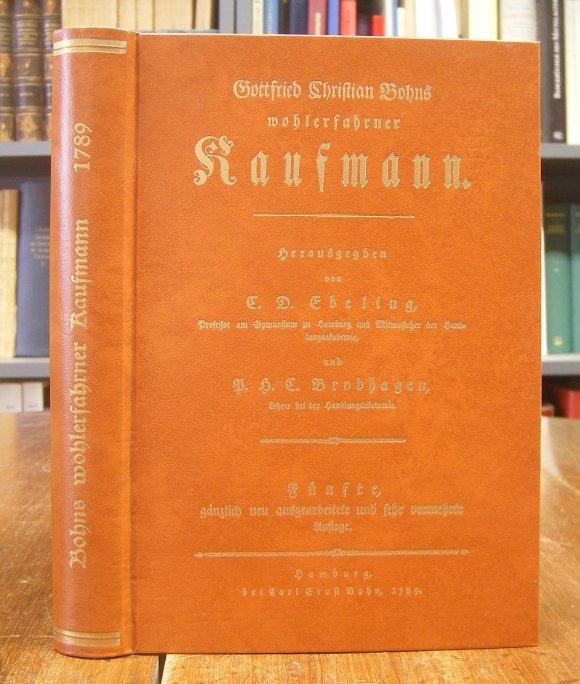 Bohns wohlerfahrner Kaufmann 1789
Gottfried Christian Bohns
wohlerfahrner
Kaufmann.
Herausgegben
von
C. D. Ebeling,
Professor am Gymnasium zu Hamburg und Mitvorsteher der Hand-
lungsakademie,
und
P. H. C. Brodhagen,
Lehrer bei der Handlungsakademie.
Fünfte,
gänzlich neu ausgearbeitete und sehr vermehrte
Auflage.
Hamburg,
bei Carl Ernst Bohn, 1789.